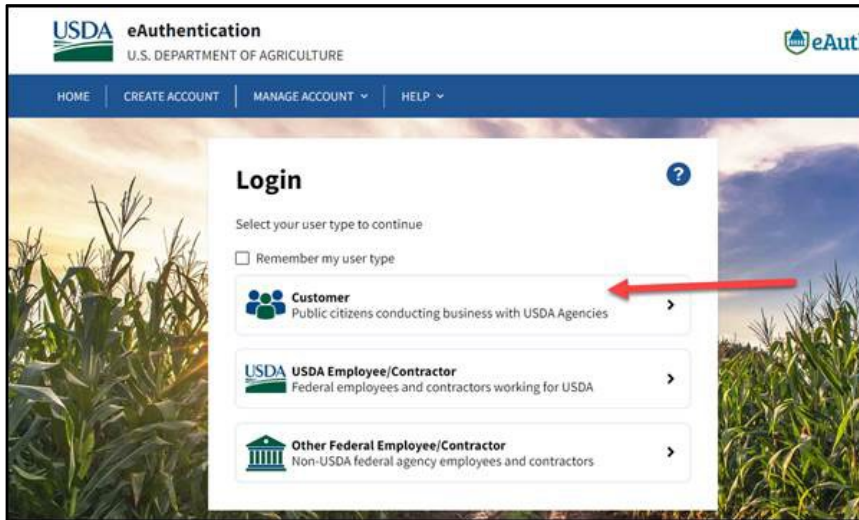 USDA eAuthentication
U.S. DEPARTMENT OF AGRICULTURE
eAut
HOME CREATE ACCOUNT MANAGE ACCOUNT HELP
Login
?
Select your user type to continue
Remember my user type
Customer
Public citizens conducting business with USDA Agencies
USDA USDA Employee/Contractor
Federal employees and contractors working for USDA
Other Federal Employee/Contractor
Non-USDA federal agency employees and contractors